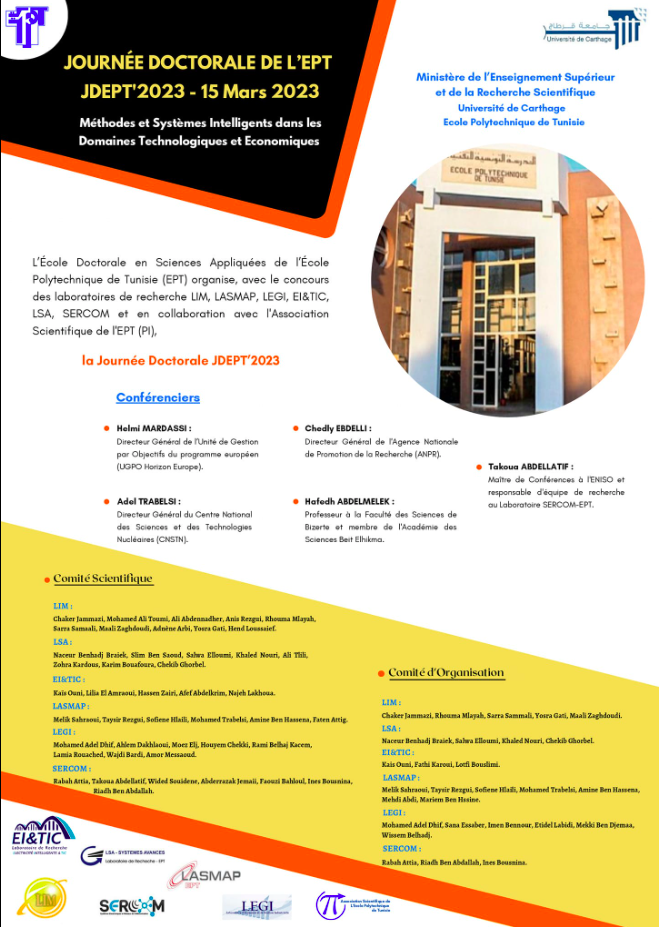 JOURNÉE DOCTORALE DE L'EPT
JDEPT'2023 - 15 Mars 2023
Méthodes et Systèmes Intelligents dans les
Domaines Technologiques et Economiques
Université de Carthage
Ministère de l'Enseignement Supérieur
et de la Recherche Scientifique
Université de Carthage
Ecole Polytechnique de Tunisie
ECOLE POLYTECHNIQUE
DE TUNISIE
L'École Doctorale en Sciences Appliquées de l'École
Polytechnique de Tunisie (EPT) organise, avec le concours
des laboratoires de recherche LIM, LASMAP, LEGI, EI&TIC,
LSA, SERCOM et en collaboration avec l'Association
Scientifique de l'EPT (PI),
la Journée Doctorale JDEPT'2023
Conférenciers
Helmi MARDASSI :
Directeur Général de l'Unité de Gestion
par Objectifs du programme européen
(UGPO Horizon Europe).
Chedly EBDELLI :
Directeur Général de l'Agence Nationale
de Promotion de la Recherche (ANPR).
Takoua ABDELLATIF :
Maître de Conférences à l'ENISO et
responsable d'équipe de recherche
au Laboratoire SERCOM-EPT.
Adel TRABELSI :
Directeur Général du Centre National
des Sciences et des Technologies
Nucléaires (CNSTN).
Hafedh ABDELMELEK :
Professeur à la Faculté des Sciences de
Bizerte et membre de l'Académie des
Sciences Beit Elhikma.
Comité Scientifique
LIM :
Chaker Jammazi, Mohamed Ali Toumi, Ali Abdennadher, Anis Rezgui, Rhouma Mlayah,
Sarra Samaali, Maali Zaghdoudi, Adnène Arbi, Yosra Gati, Hend Louassief.
LSA :
Naceur Benhadj Braiek, Slim Ben Saoud, Salwa Elloumi, Khaled Nouri, Ali Tlili,
Zohra Kardous, Karim Bouafoura, Chekib Ghorbel.
EI&TIC :
Kais Ouni, Lilia El Amraoui, Hassen Zairi, Afef Abdelkrim, Najeh Lakhoua.
LASMAP :
Melik Sahraoui, Taysir Rezgui, Sofiene Hlaili, Mohamed Trabelsi, Amine Ben Hassena, Faten Attig.
LEGI :
Mohamed Adel Dhif, Ahlem Dakhlaoui, Moez Elj, Houyem Chekki, Rami Belhaj Kacem,
Lamia Rouached, Wajdi Bardi, Amor Messaoud.
SERCOM :
Rabah Attia, Takoua Abdellatif, Wided Souidene, Abderrazak Jemaii, Faouzi Bahloul, Ines Bousnina,
Riadh Ben Abdallah.
Comité d'Organisation
LIM :
Chaker Jammazi, Rhouma Mlayah, Sarra Sammali, Yosra Gati, Maali Zaghdoudi.
LSA :
Naceur Benhadj Braiek, Salwa Elloumi, Khaled Nouri, Chekib Ghorbel.
EI&TIC :
Kais Ouni, Fathi Karoui, Lotfi Bouslimi.
LASMAP :
Melik Sahraoui, Taysir Rezgui, Sofiene Hlaili, Mohamed Trabelsi, Amine Ben Hassena,
Mehdi Abdi, Mariem Ben Hssine.
LEGI :
Mohamed Adel Dhif, Sana Essaber, Imen Bennour, Etidel Labidi, Mekki Ben Djemaa,
Wissem Belhadj.
SERCOM :
Rabah Attia, Riadh Ben Abdallah, Ines Bousnina.
EI&TIC
Laboratoire de Recherche
LSA - SYSTEMES AVANCES
Laboratoire de Recherche - EPT
LASMAP
EPT
LIM
SERCOM
LEGI
Association Scientifique de
L'Ecole Polytechnique
de Tunisie